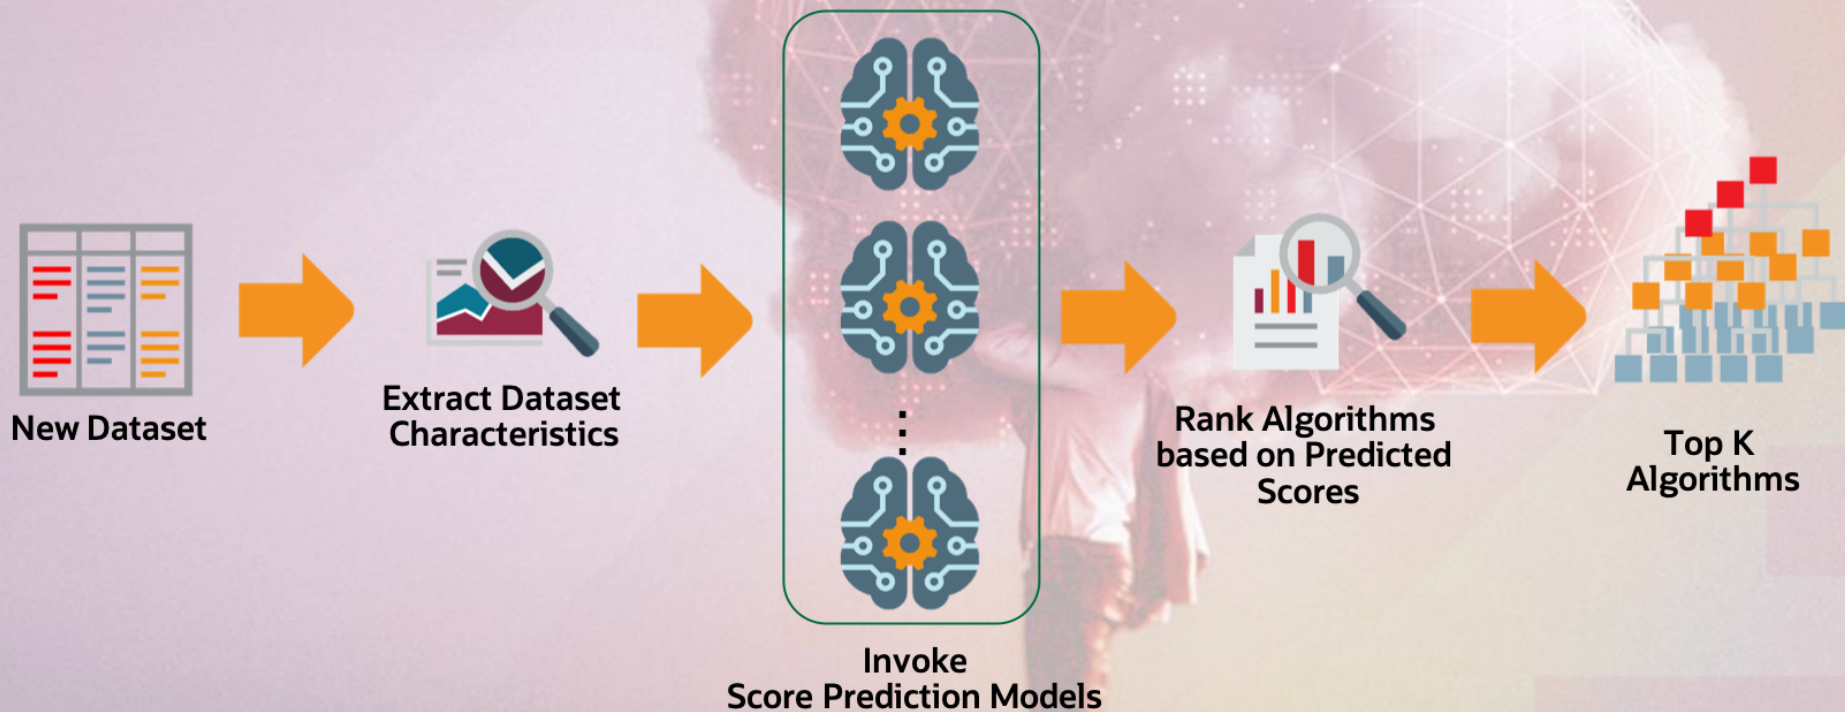 New Dataset
Extract Dataset
Characteristics
Invoke
Score Prediction Models
Rank Algorithms
based on Predicted
Scores
Top K
Algorithms